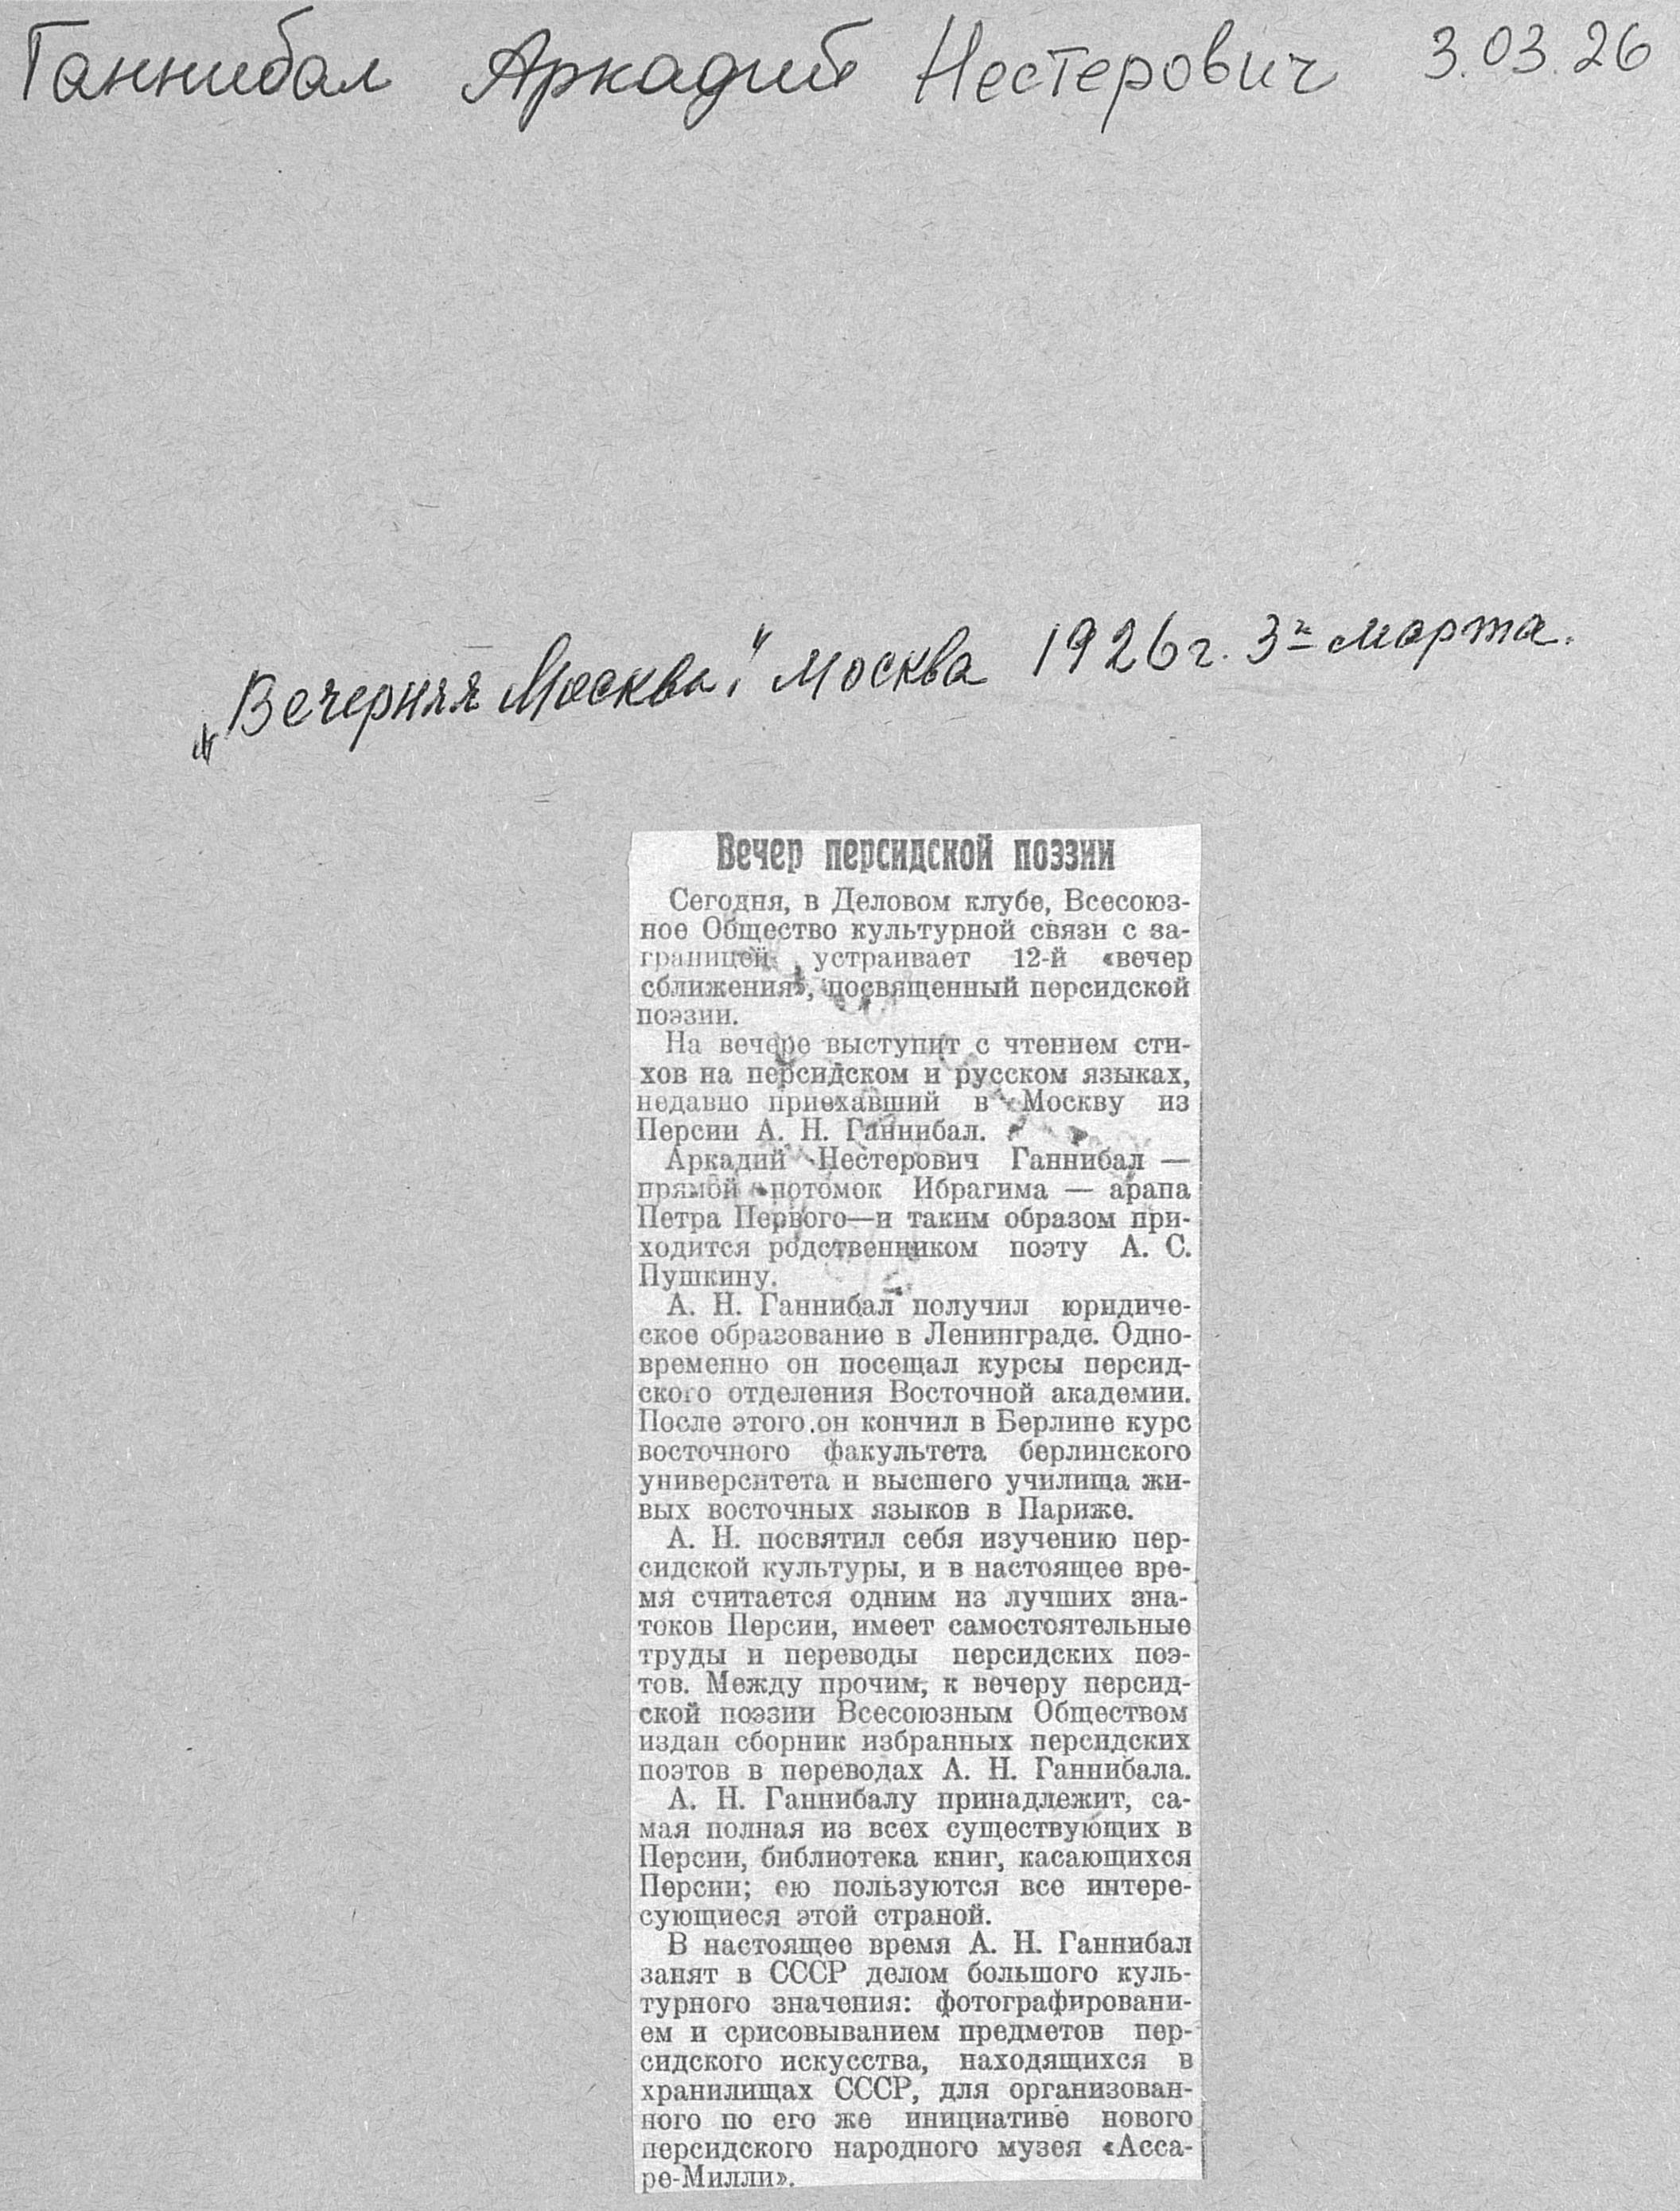 Ганнибал Аркадий Нестерович 3.03.26
„Вечерняя Москва". Москва 1926 г. 3го марта.
Вечер персидской поэзии
Сегодня, в Деловом клубе, Всесоюз-
ное Общество культурной связи с за-
границей устраивает 12-й «вечер
сближения», посвященный персидской
поэзии.
На вечере выступит с чтением сти-
хов на персидском и русском языках,
недавно приехавший в Москву из
Персии А. Н. Ганнибал.
Аркадий Нестерович Ганнибал —
прямой потомок Ибрагима — арапа
Петра Первого—и таким образом при-
ходится родственником поэту А. С.
Пушкину.
А. Н. Ганнибал получил юридиче-
ское образование в Ленинграде. Одно-
временно он посещал курсы персид-
ского отделения Восточной академии.
После этого он кончил в Берлине курс
восточного факультета берлинского
университета и высшего училища жи-
вых восточных языков в Париже.
А. Н. посвятил себя изучению пер-
сидской культуры, и в настоящее вре-
мя считается одним из лучших зна-
токов Персии, имеет самостоятельные
труды и переводы персидских поэ-
тов. Между прочим, к вечеру персид-
ской поэзии Всесоюзным Обществом
издан сборник избранных персидских
поэтов в переводах А. Н. Ганнибала.
А. Н. Ганнибалу принадлежит, са-
мая полная из всех существующих в
Персии, библиотека книг, касающихся
Персии; ею пользуются все интере-
сующиеся этой страной.
В настоящее время А. Н. Ганнибал
занят в СССР делом большого куль-
турного значения: фотографировани-
ем и срисовыванием предметов пер-
сидского искусства, находящихся в
хранилищах СССР, для организован-
ного по его же инициативе нового
персидского народного музея «Асса-
ре-Милли».